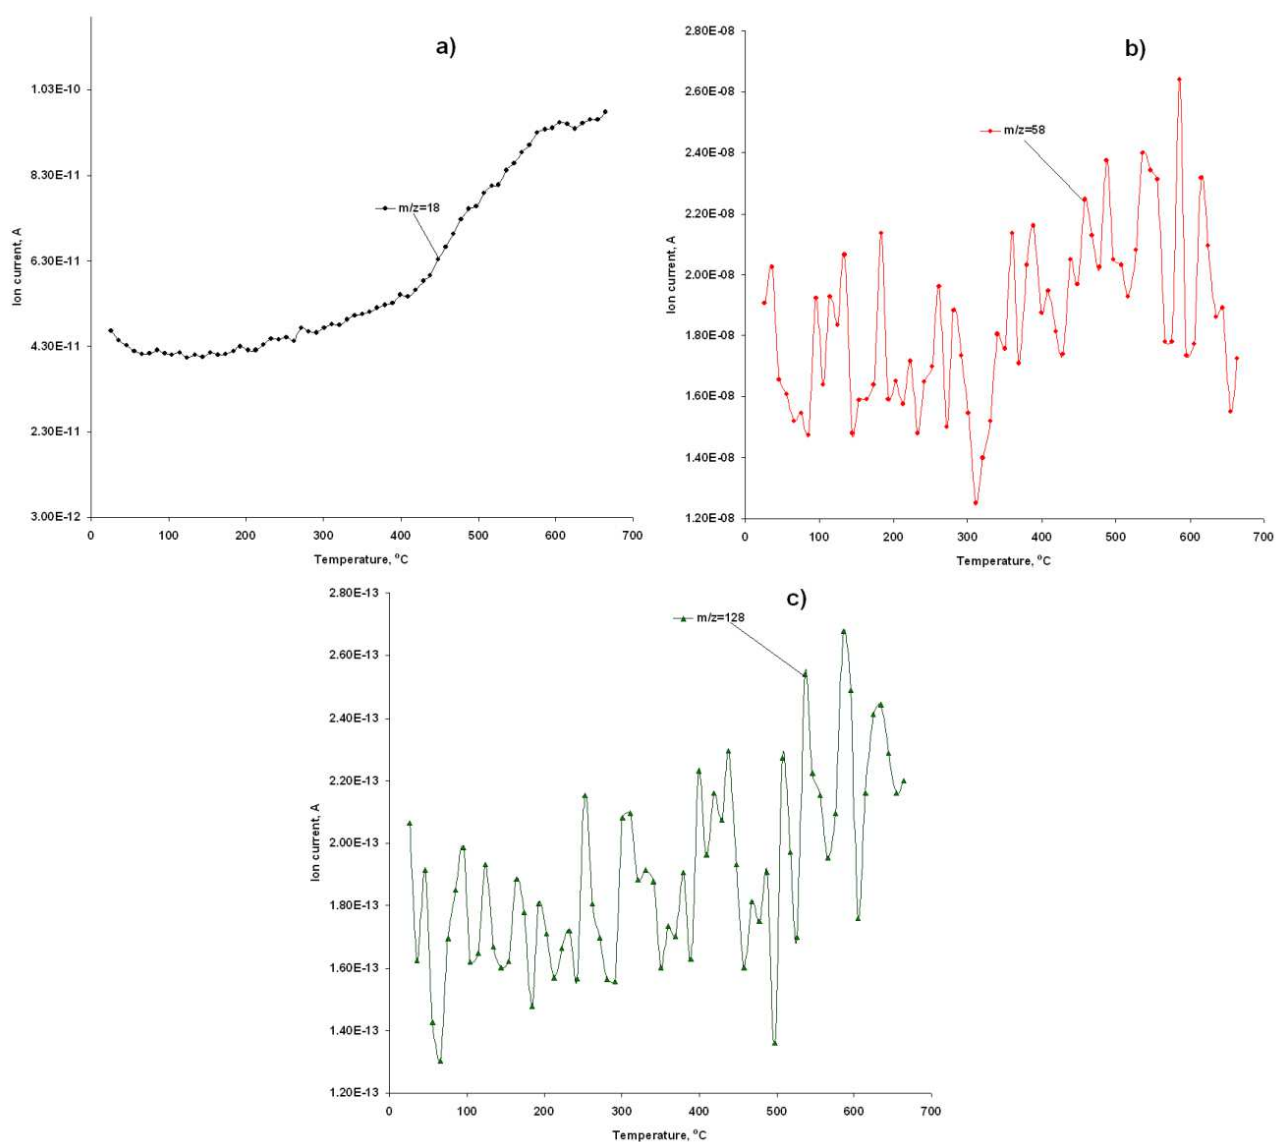 a)
1.03E-10
8.30E-11
6.30E-11
4.30E-11
2.30E-11
3.00E-12
Ion current, A
m/z=18
0 100 200 300 400 500 600 700
Temperature, °C
b)
2.80E-08
2.60E-08
2.40E-08
2.20E-08
2.00E-08
1.80E-08
1.60E-08
1.40E-08
1.20E-08
Ion current, A
m/z=58
0 100 200 300 400 500 600 700
Temperature, °C
c)
2.80E-13
2.60E-13
2.40E-13
2.20E-13
2.00E-13
1.80E-13
1.60E-13
1.40E-13
1.20E-13
Ion current, A
m/z=128
0 100 200 300 400 500 600 700
Temperature, °C